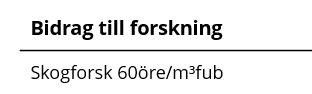 Bidrag till forskning
Skogforsk 60öre/m³fub